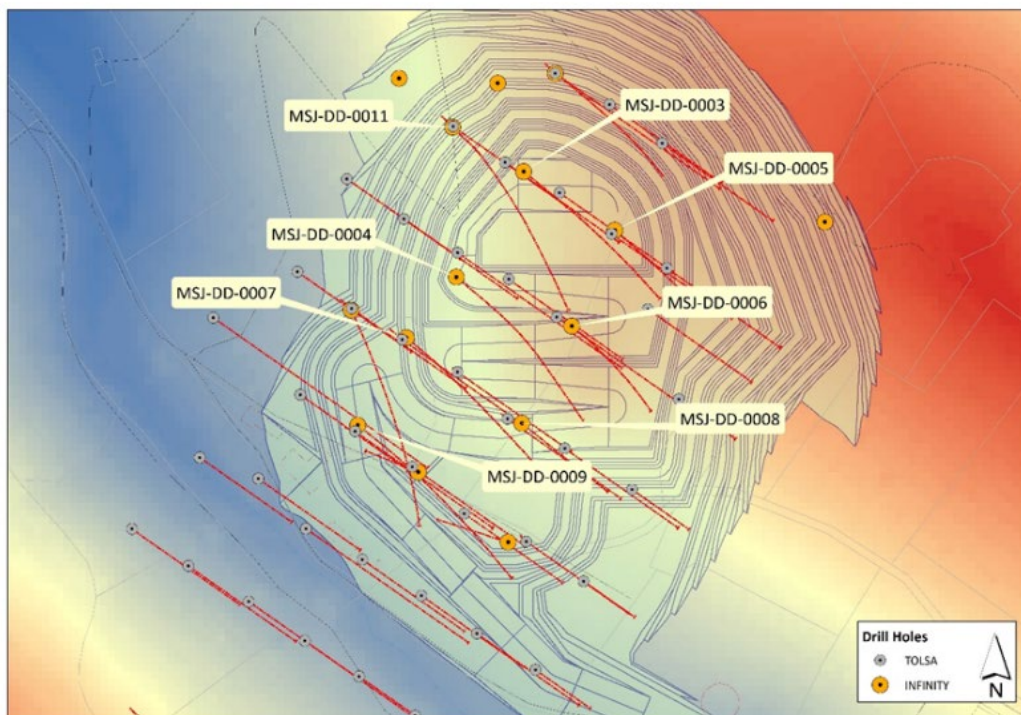 MSJ-DD-0011
MSJ-DD-0003
MSJ-DD-0005
MSJ-DD-0004
MSJ-DD-0007
MSJ-DD-0006
MSJ-DD-0008
MSJ-DD-0009
Drill Holes
TOLSA
INFINITY
N